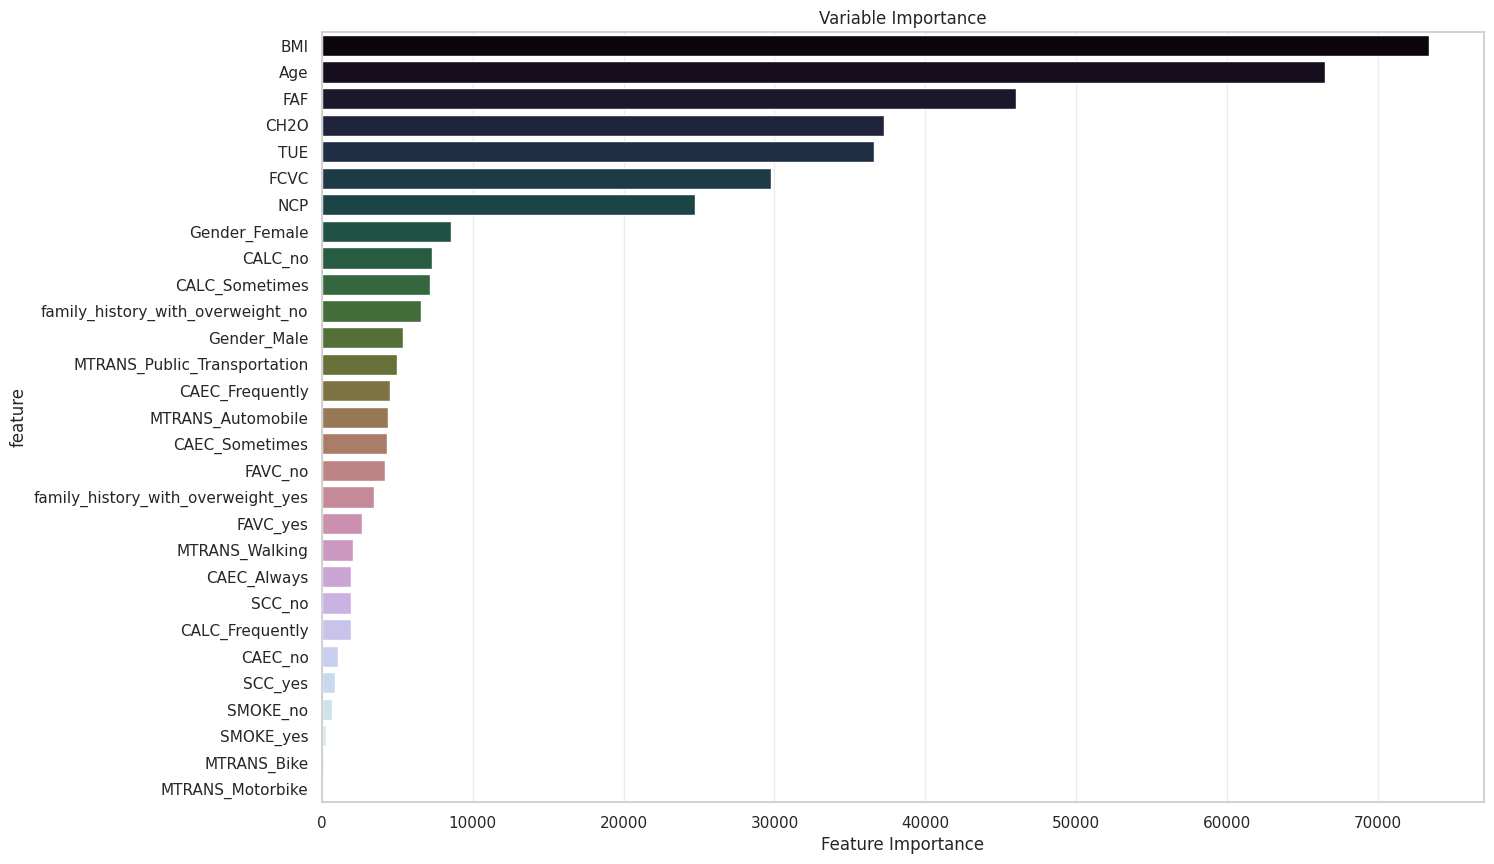 Variable Importance
BMI
Age
FAF
CH2O
TUE
FCVC
NCP
Gender_Female
CALC_no
CALC_Sometimes
family_history_with_overweight_no
Gender_Male
MTRANS_Public_Transportation
CAEC_Frequently
MTRANS_Automobile
CAEC_Sometimes
FAVC_no
family_history_with_overweight_yes
FAVC_yes
MTRANS_Walking
CAEC_Always
SCC_no
CALC_Frequently
CAEC_no
SCC_yes
SMOKE_no
SMOKE_yes
MTRANS_Bike
MTRANS_Motorbike
feature
0 10000 20000 30000 40000 50000 60000 70000
Feature Importance